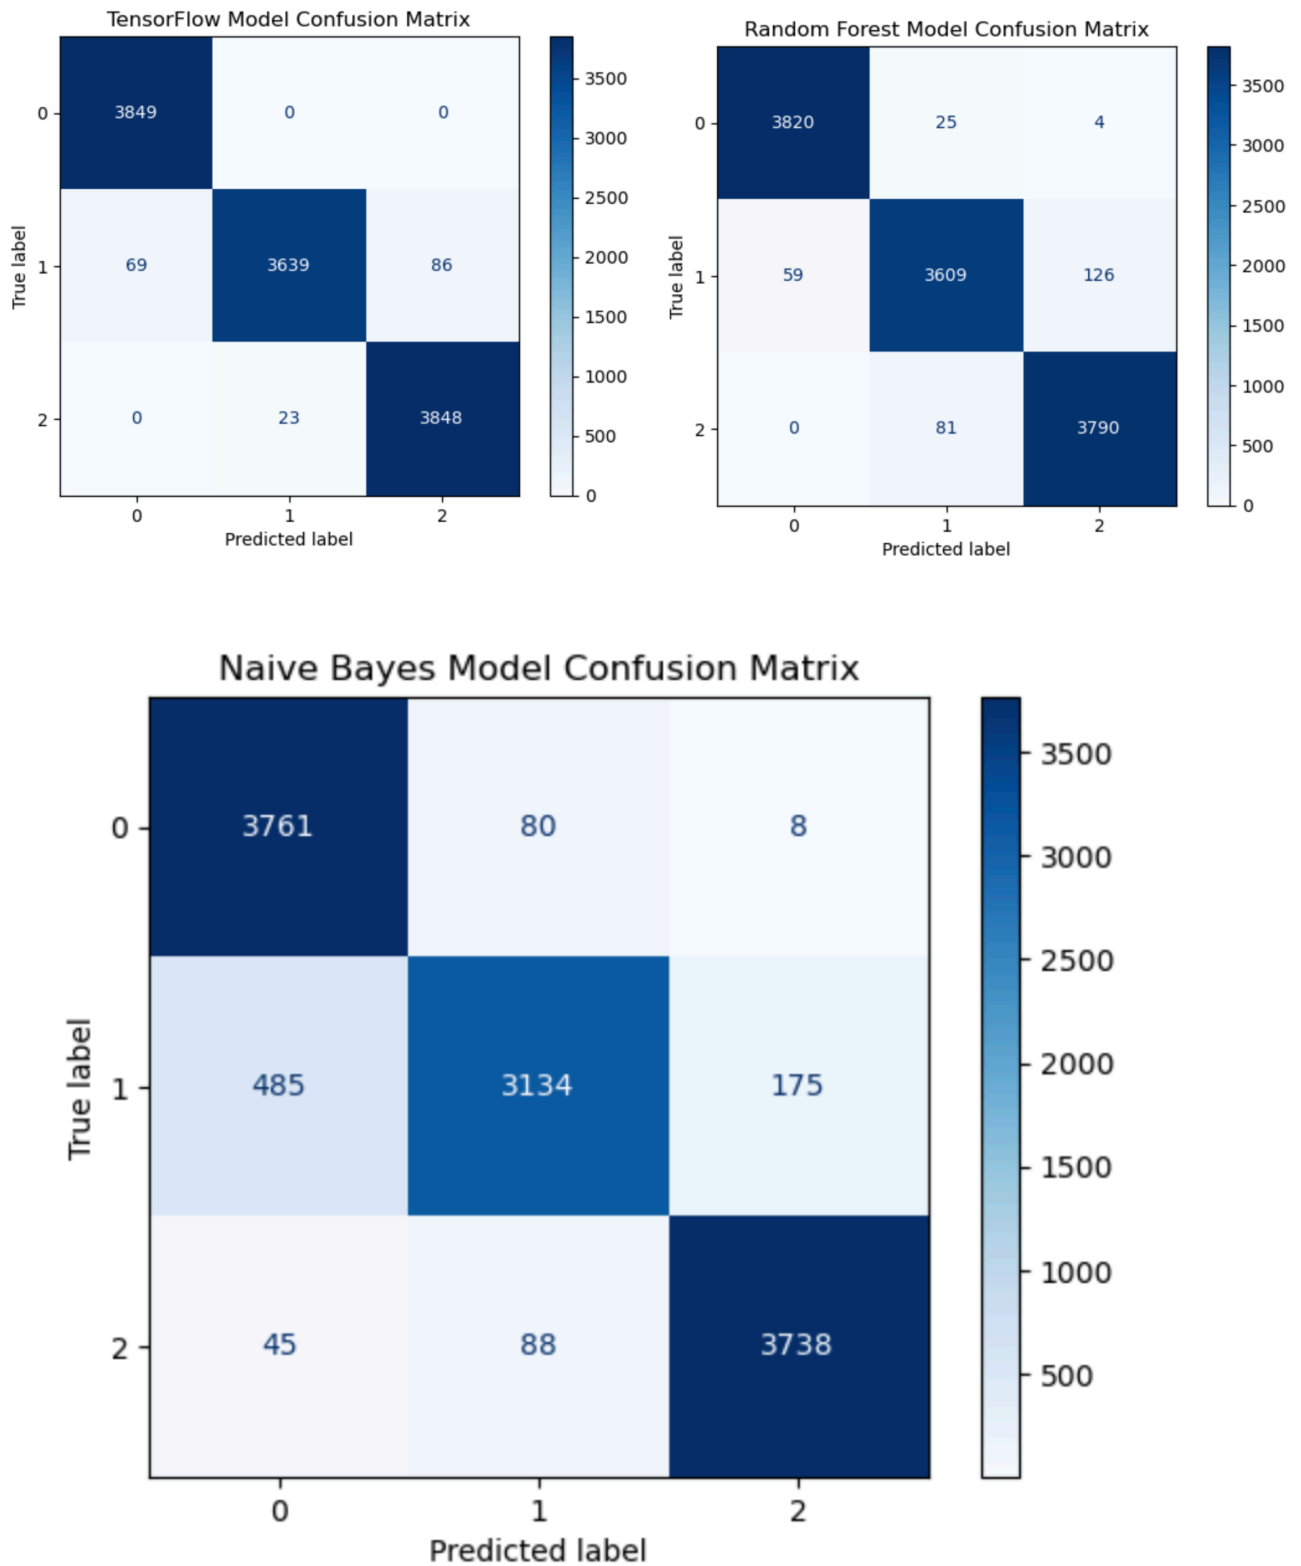 TensorFlow Model Confusion Matrix
3849 0 0
69 3639 86
0 23 3848
0
1
2
True label
0 1 2
Predicted label
3500
3000
2500
2000
1500
1000
500
0
Random Forest Model Confusion Matrix
3820 25 4
59 3609 126
0 81 3790
0
1
2
True label
0 1 2
Predicted label
3500
3000
2500
2000
1500
1000
500
0
Naive Bayes Model Confusion Matrix
3761 80 8
485 3134 175
45 88 3738
0
1
2
True label
0 1 2
Predicted label
3500
3000
2500
2000
1500
1000
500